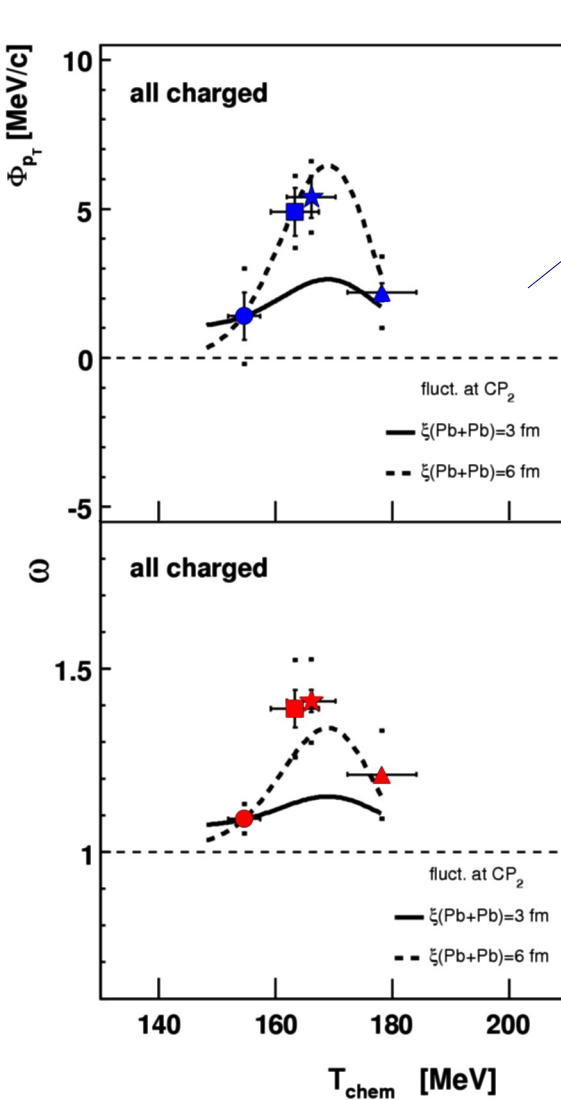 Φp_T [MeV/c]
10
all charged
5
0
fluct. at CP₂
ξ(Pb+Pb)=3 fm
ξ(Pb+Pb)=6 fm
-5
ω
all charged
1.5
1
fluct. at CP₂
ξ(Pb+Pb)=3 fm
ξ(Pb+Pb)=6 fm
140 160 180 200
T_chem [MeV]